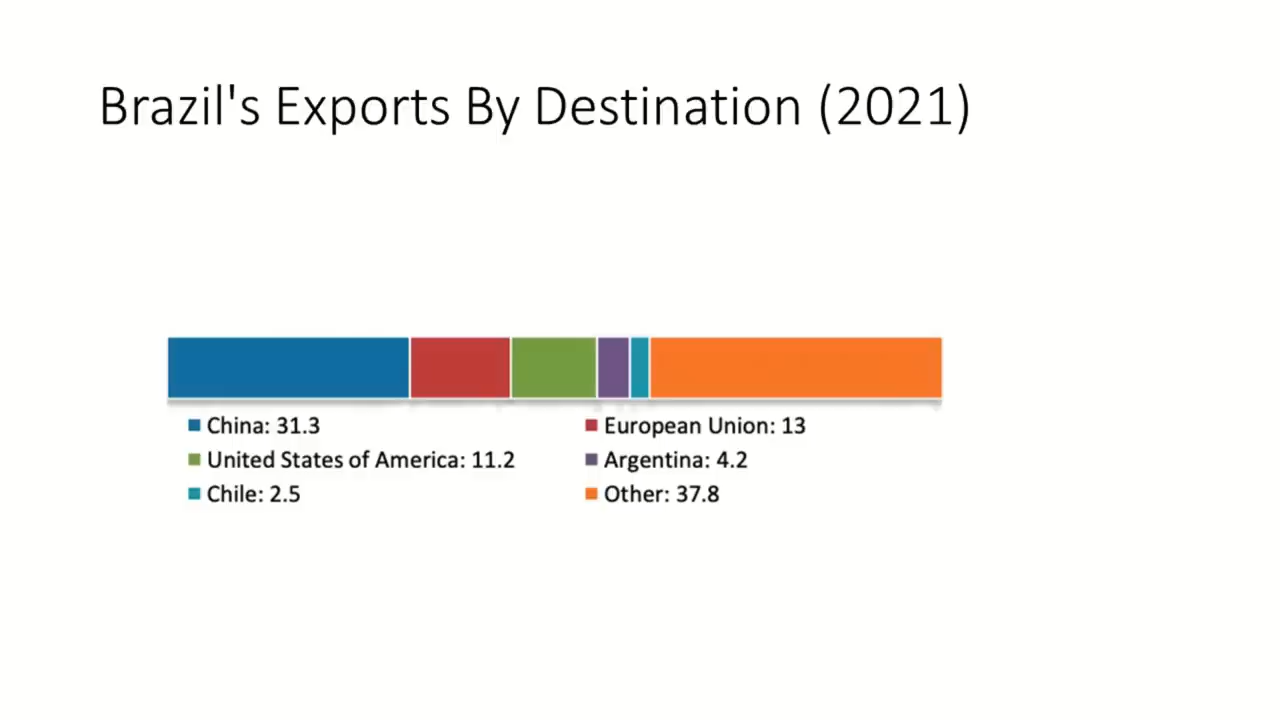 Brazil's Exports By Destination (2021)
China: 31.3
European Union: 13
United States of America: 11.2
Argentina: 4.2
Chile: 2.5
Other: 37.8